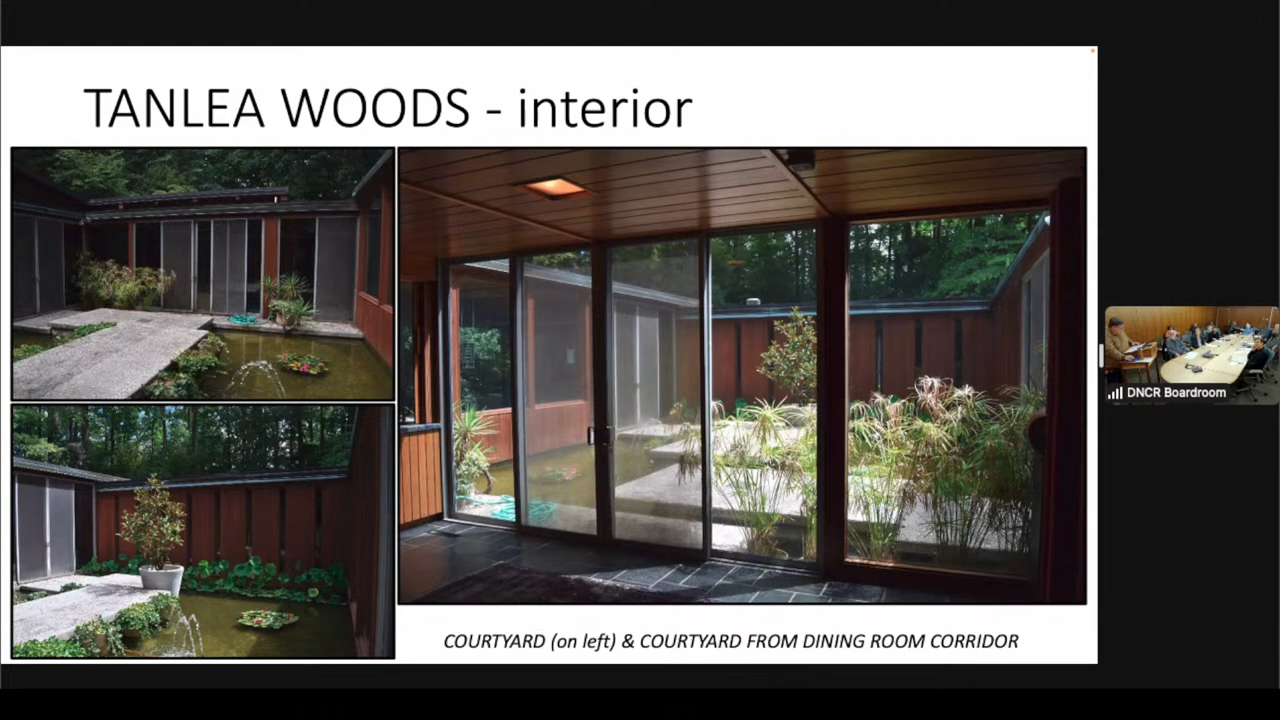 TANLEA WOODS - interior
COURTYARD (on left) & COURTYARD FROM DINING ROOM CORRIDOR
DNCR Boardroom